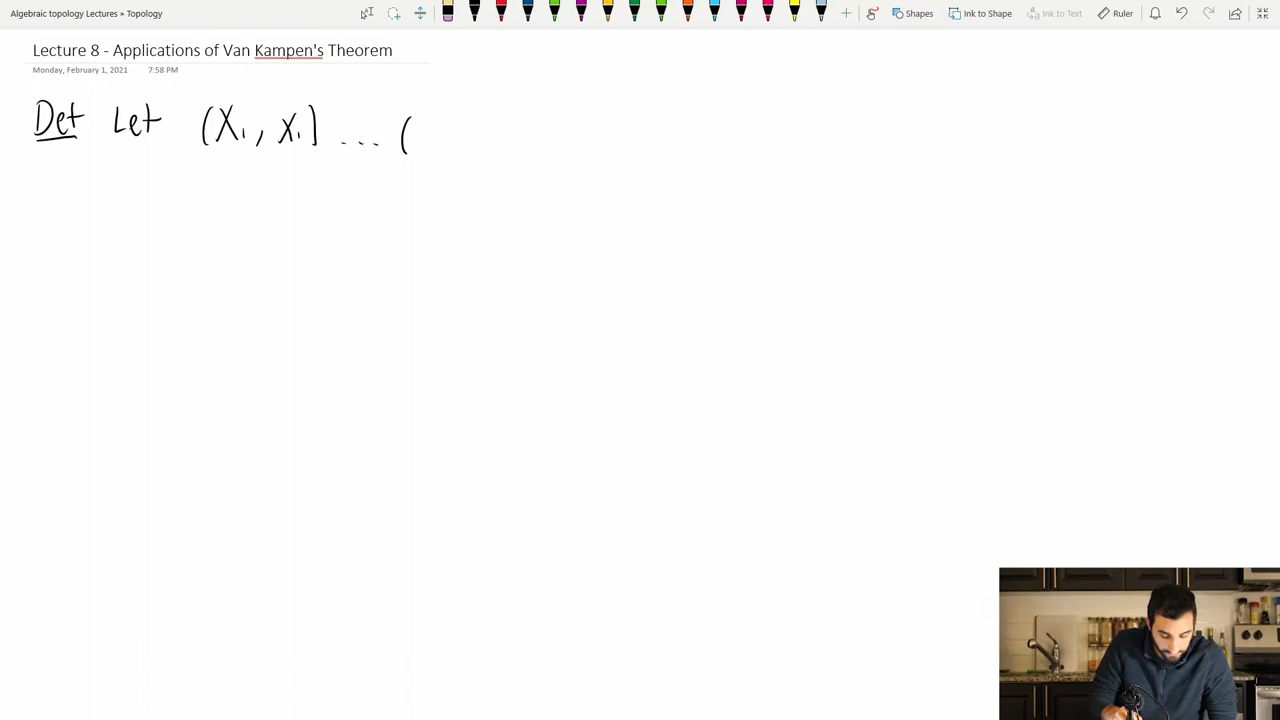 Algebraic topology Lectures - Topology
Shapes Ink to Shape Ink to Text Ruler
Lecture 8 - Applications of Van Kampen's Theorem
Monday, February 1, 2021 7:58 PM
Def Let (X₁, x₁) ... (